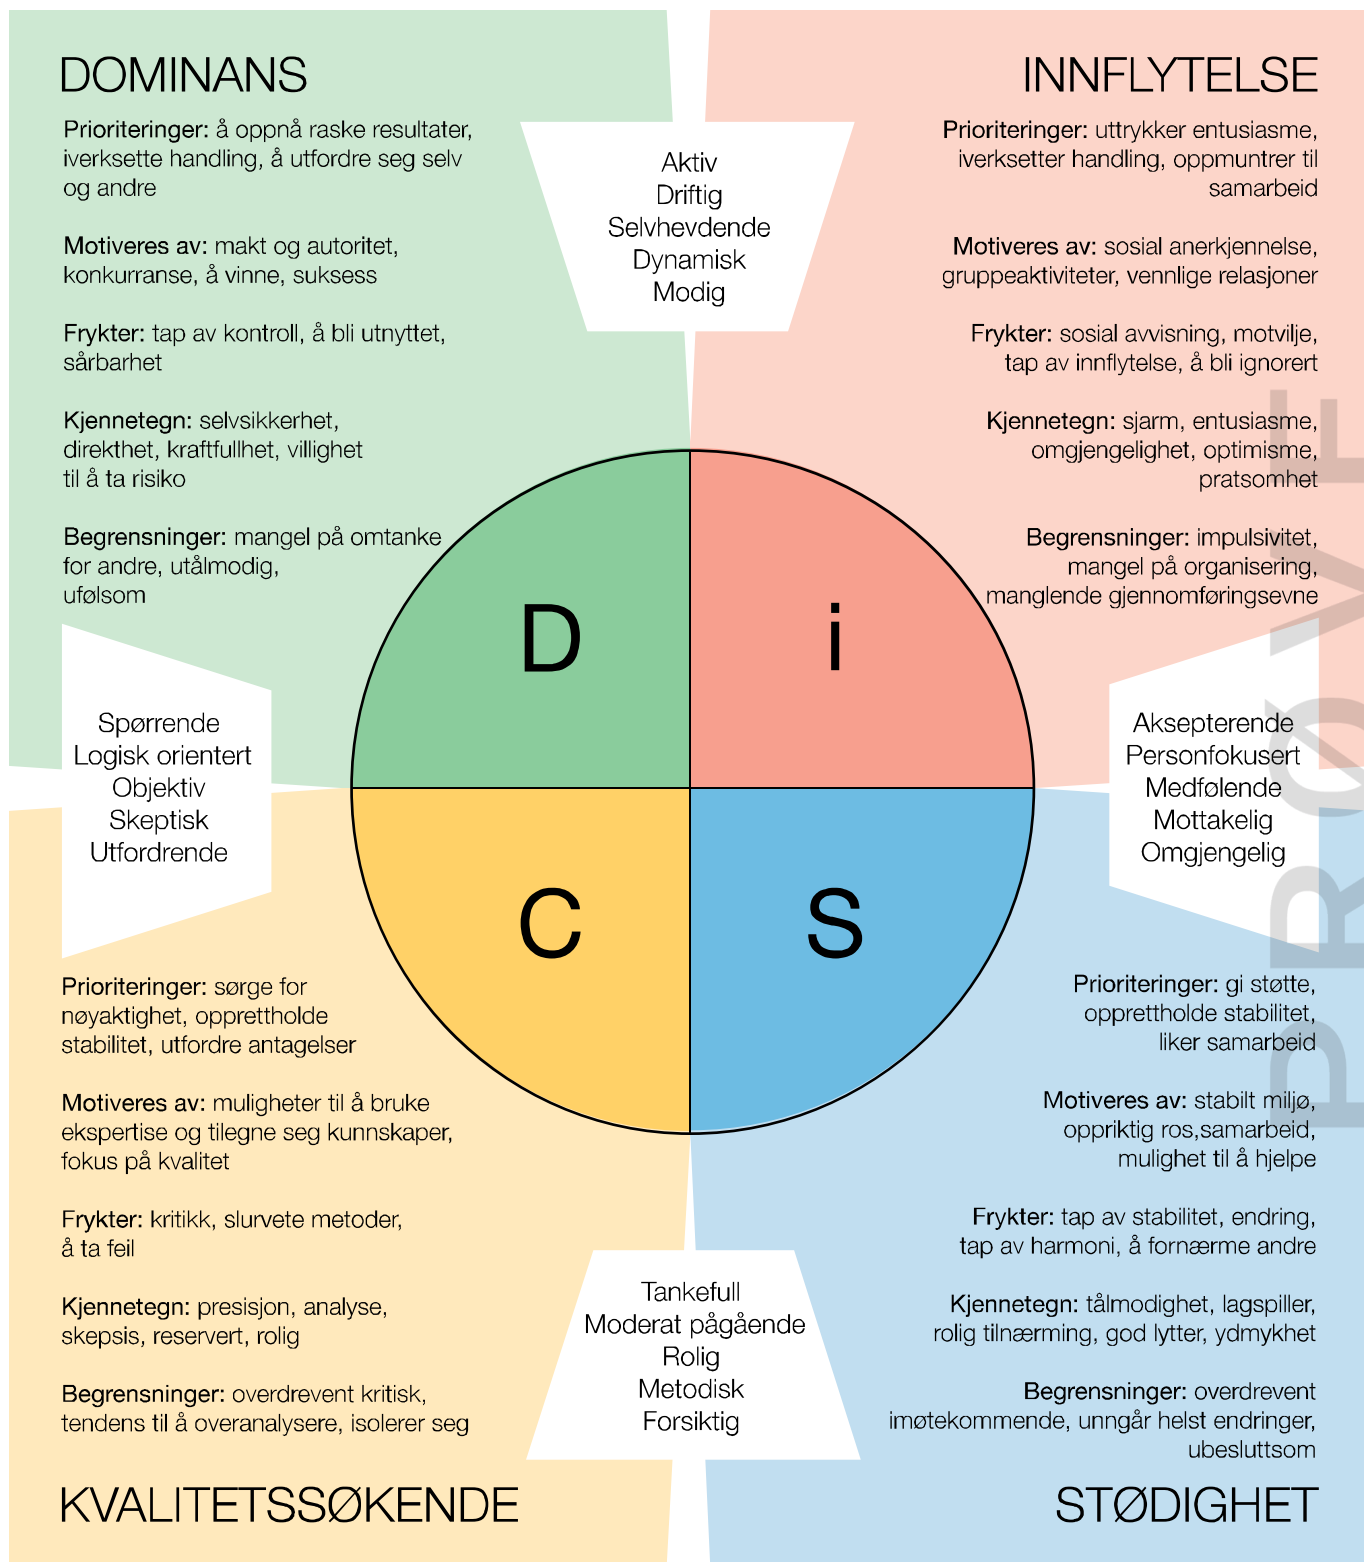 DOMINANS
Prioriteringer: å oppnå raske resultater,
iverksette handling, å utfordre seg selv
og andre
Motiveres av: makt og autoritet,
konkurranse, å vinne, suksess
Frykter: tap av kontroll, å bli utnyttet,
sårbarhet
Kjennetegn: selvsikkerhet,
direkthet, kraftfullhet, villighet
til å ta risiko
Begrensninger: mangel på omtanke
for andre, utålmodig,
ufølsom
Aktiv
Driftig
Selvhevdende
Dynamisk
Modig
INNFLYTELSE
Prioriteringer: uttrykker entusiasme,
iverksetter handling, oppmuntrer til
samarbeid
Motiveres av: sosial anerkjennelse,
gruppeaktiviteter, vennlige relasjoner
Frykter: sosial avvisning, motvilje,
tap av innflytelse, å bli ignorert
Kjennetegn: sjarm, entusiasme,
omgjengelighet, optimisme,
pratsomhet
Begrensninger: impulsivitet,
mangel på organisering,
manglende gjennomføringsevne
D
i
Spørrende
Logisk orientert
Objektiv
Skeptisk
Utfordrende
Aksepterende
Personfokusert
Medfølende
Mottakelig
Omgjengelig
C
S
Prioriteringer: sørge for
nøyaktighet, opprettholde
stabilitet, utfordre antagelser
Motiveres av: muligheter til å bruke
ekspertise og tilegne seg kunnskaper,
fokus på kvalitet
Frykter: kritikk, slurvete metoder,
å ta feil
Kjennetegn: presisjon, analyse,
skepsis, reservert, rolig
Begrensninger: overdrevent kritisk,
tendens til å overanalysere, isolerer seg
KVALITETSSØKENDE
Tankefull
Moderat pågående
Rolig
Metodisk
Forsiktig
Prioriteringer: gi støtte,
opprettholde stabilitet,
liker samarbeid
Motiveres av: stabilt miljø,
oppriktig ros,samarbeid,
mulighet til å hjelpe
Frykter: tap av stabilitet, endring,
tap av harmoni, å fornærme andre
Kjennetegn: tålmodighet, lagspiller,
rolig tilnærming, god lytter, ydmykhet
Begrensninger: overdrevent
imøtekommende, unngår helst endringer,
ubesluttsom
STØDIGHET
PRØVE